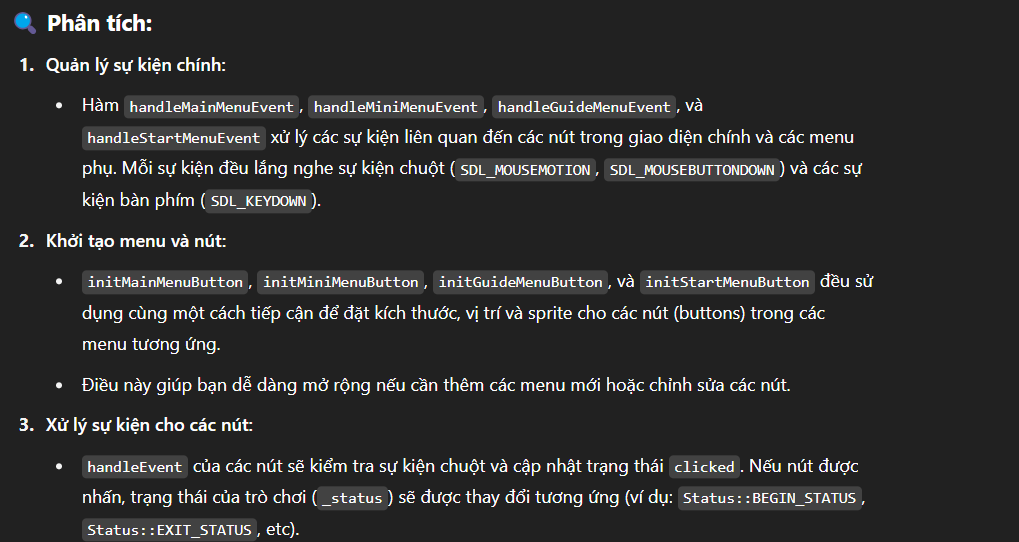 🔍 Phân tích:
1. Quản lý sự kiện chính:
• Hàm handleMainMenuEvent, handleMiniMenuEvent, handleGuideMenuEvent, và
handleStartMenuEvent xử lý các sự kiện liên quan đến các nút trong giao diện chính và các menu
phụ. Mỗi sự kiện đều lắng nghe sự kiện chuột (SDL_MOUSEMOTION, SDL_MOUSEBUTTONDOWN) và các sự
kiện bàn phím (SDL_KEYDOWN).
2. Khởi tạo menu và nút:
• initMainMenuButton, initMiniMenuButton, initGuideMenuButton, và initStartMenuButton đều sử
dụng cùng một cách tiếp cận để đặt kích thước, vị trí và sprite cho các nút (buttons) trong các
menu tương ứng.
• Điều này giúp bạn dễ dàng mở rộng nếu cần thêm các menu mới hoặc chỉnh sửa các nút.
3. Xử lý sự kiện cho các nút:
• handleEvent của các nút sẽ kiểm tra sự kiện chuột và cập nhật trạng thái clicked. Nếu nút được
nhấn, trạng thái của trò chơi (_status) sẽ được thay đổi tương ứng (ví dụ: Status::BEGIN_STATUS,
Status::EXIT_STATUS, etc).